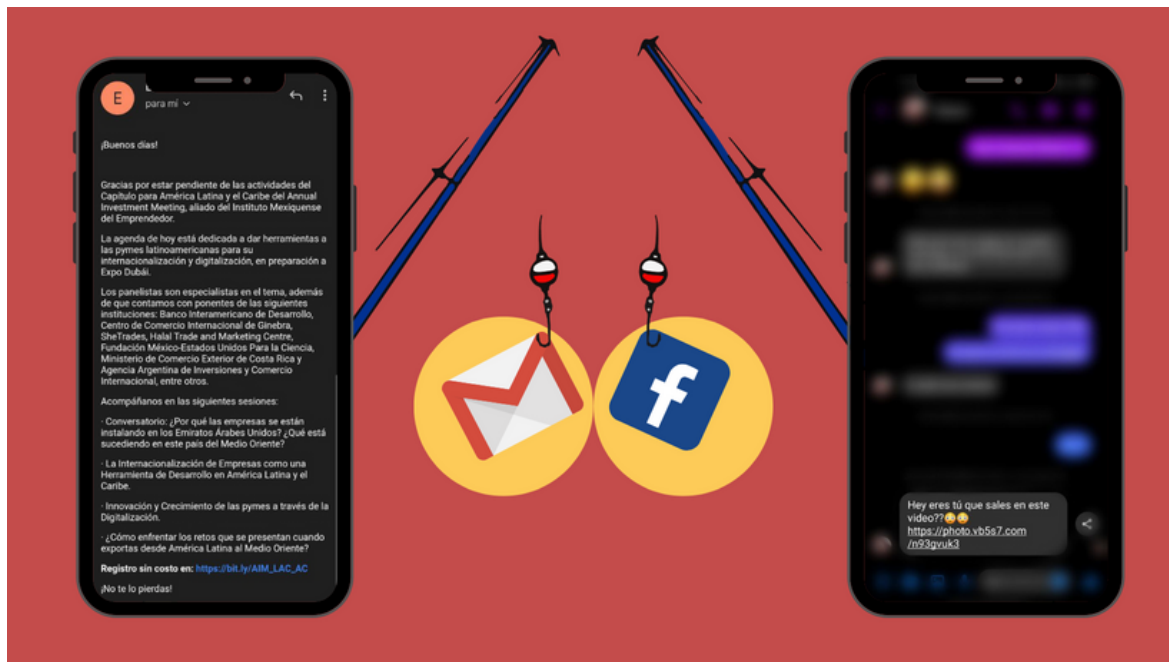 E
para mí
¡Buenos días!
Gracias por estar pendiente de las actividades del
Capítulo para América Latina y el Caribe del Annual
Investment Meeting, aliado del Instituto Mexiquense
del Emprendedor.
La agenda de hoy está dedicada a dar herramientas a
las pymes latinoamericanas para su
internacionalización y digitalización, en preparación a
Expo Dubái.
Los panelistas son especialistas en el tema, además
de que contamos con ponentes de las siguientes
instituciones: Banco Interamericano de Desarrollo,
Centro de Comercio Internacional de Ginebra,
SheTrades, Halal Trade and Marketing Centre,
Fundación México-Estados Unidos Para la Ciencia,
Ministerio de Comercio Exterior de Costa Rica y
Agencia Argentina de Inversiones y Comercio
Internacional, entre otros.
Acompáñanos en las siguientes sesiones:
· Conversatorio: ¿Por qué las empresas se están
instalando en los Emiratos Árabes Unidos? ¿Qué está
sucediendo en este país del Medio Oriente?
· La Internacionalización de Empresas como una
Herramienta de Desarrollo en América Latina y el
Caribe.
· Innovación y Crecimiento de las pymes a través de la
Digitalización.
· ¿Cómo enfrentar los retos que se presentan cuando
exportas desde América Latina al Medio Oriente?
Registro sin costo en: https://bit.ly/AIM_LAC_AC
¡No te lo pierdas!
f
Hey eres tú que sales en este
video??😳😳
https://photo.vb5s7.com
/n93gvuk3